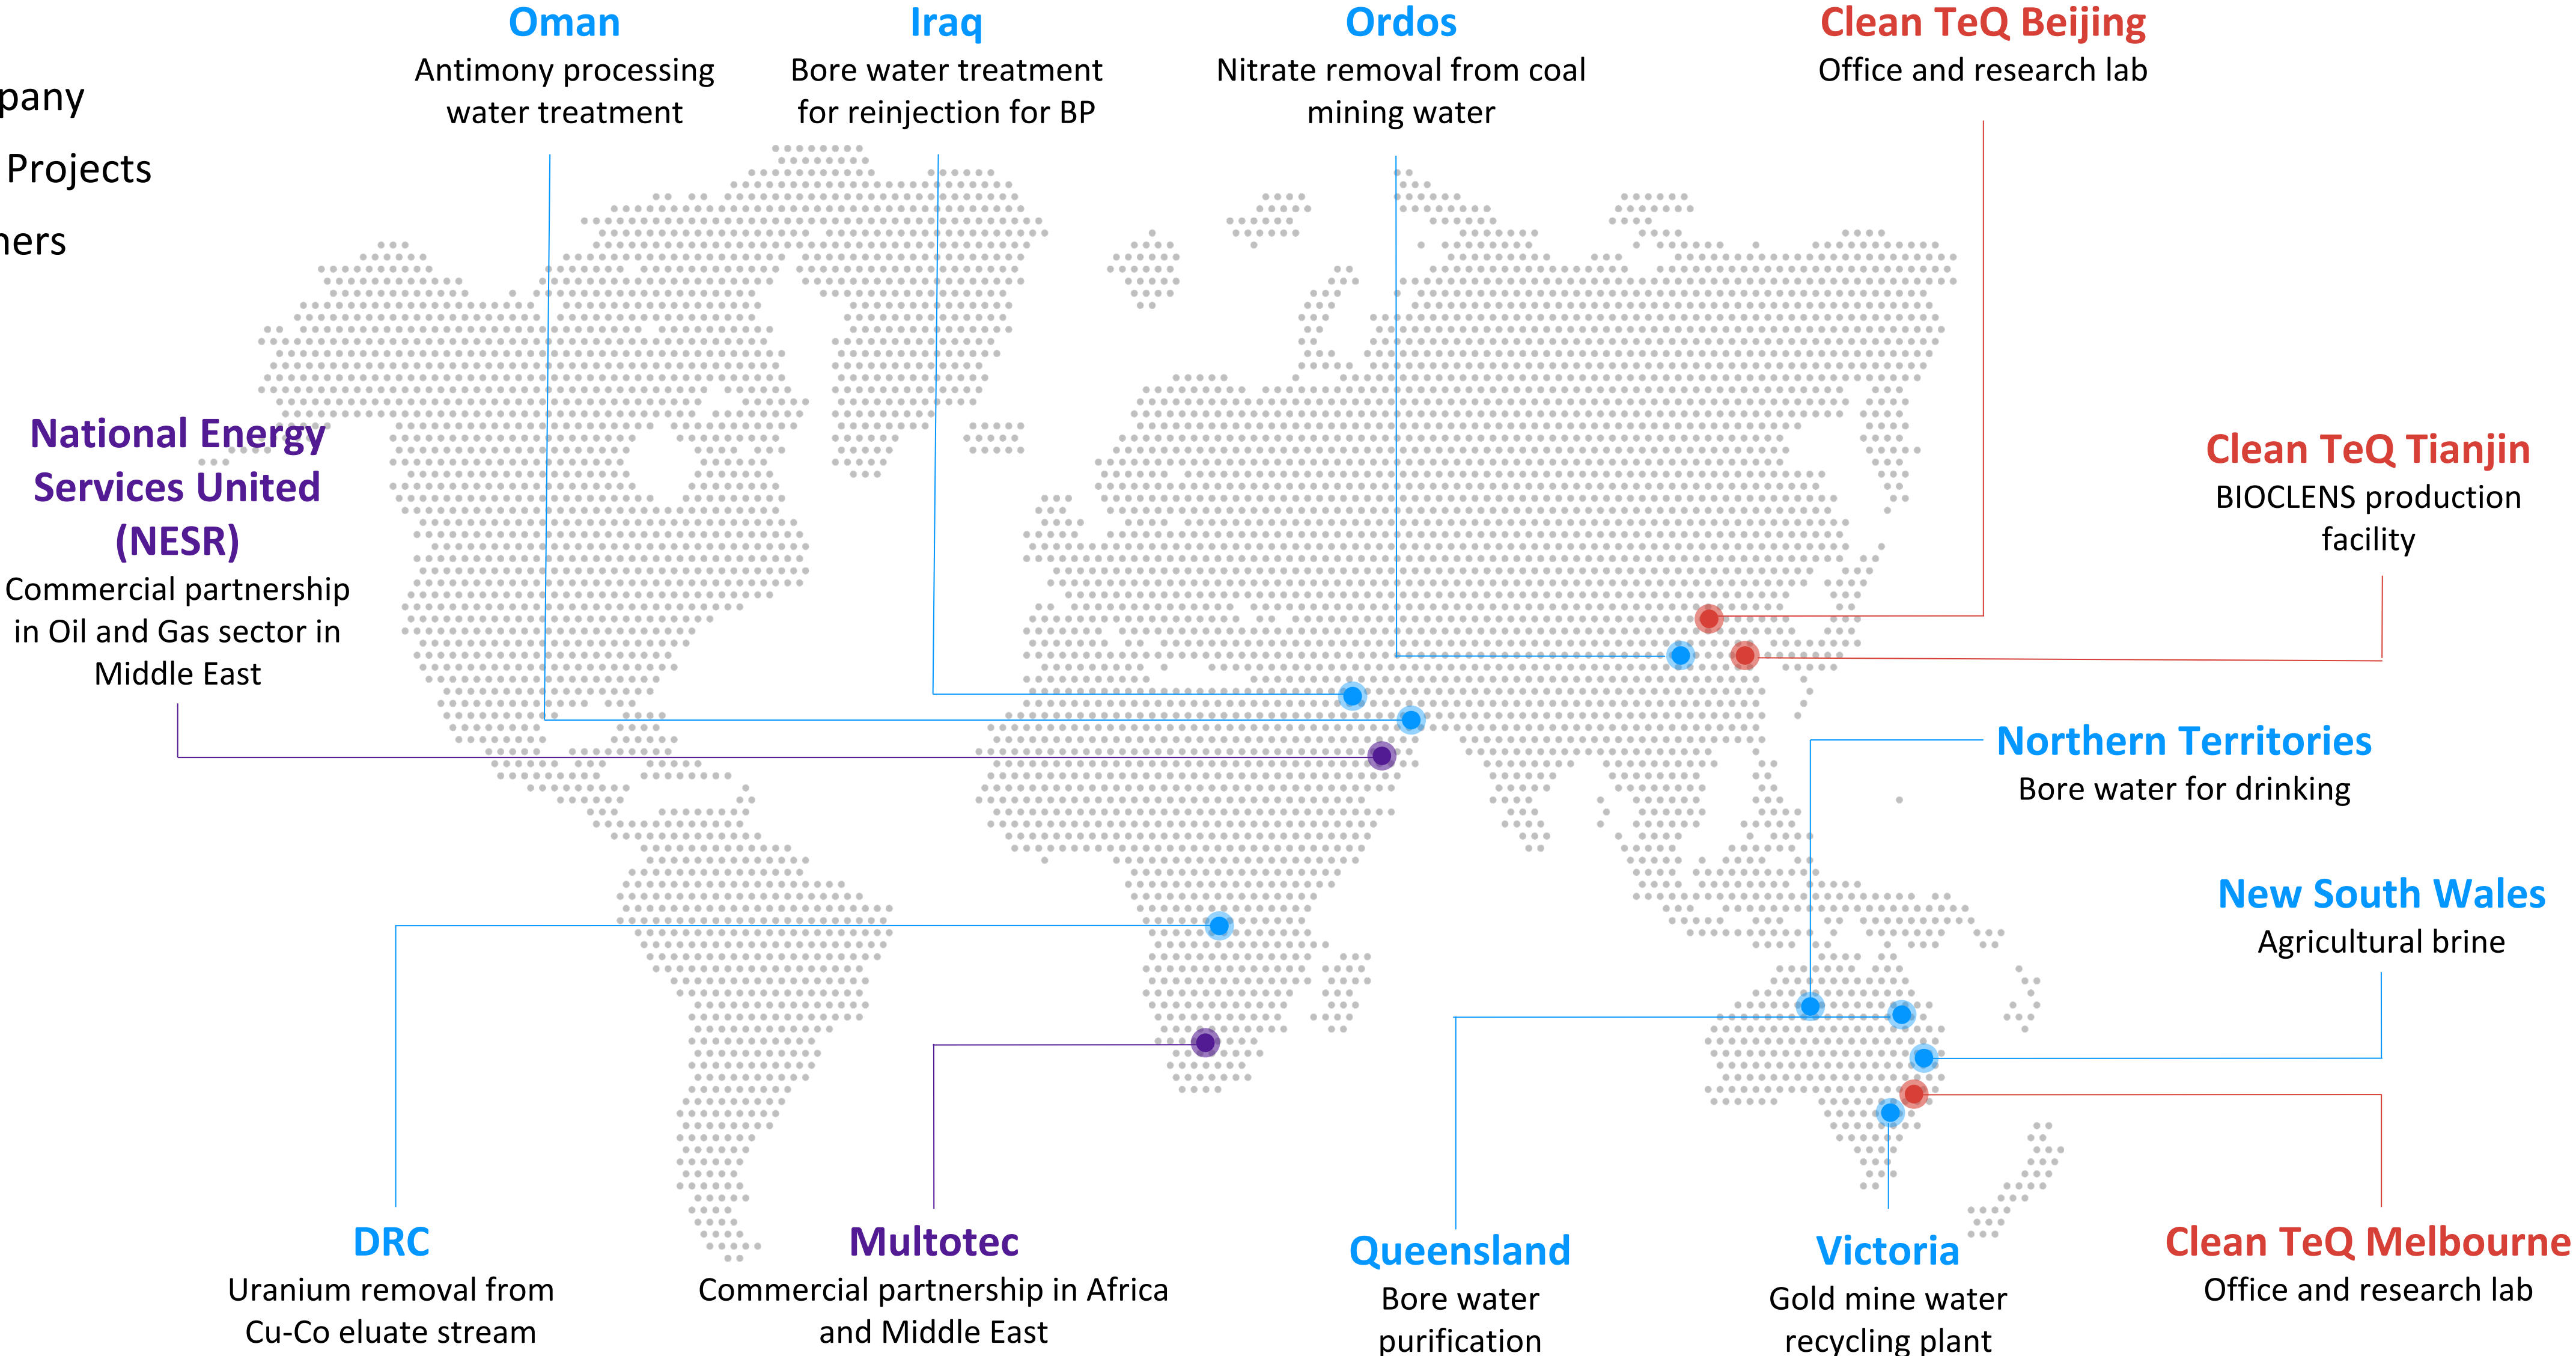 Oman
Antimony processing
water treatment
Iraq
Bore water treatment
for reinjection for BP
Ordos
Nitrate removal from coal
mining water
Clean TeQ Beijing
Office and research lab
pany
Projects
ners
National Energy
Services United
(NESR)
Commercial partnership
in Oil and Gas sector in
Middle East
Clean TeQ Tianjin
BIOCLENS production
facility
Northern Territories
Bore water for drinking
New South Wales
Agricultural brine
DRC
Uranium removal from
Cu-Co eluate stream
Multotec
Commercial partnership in Africa
and Middle East
Queensland
Bore water
purification
Victoria
Gold mine water
recycling plant
Clean TeQ Melbourne
Office and research lab